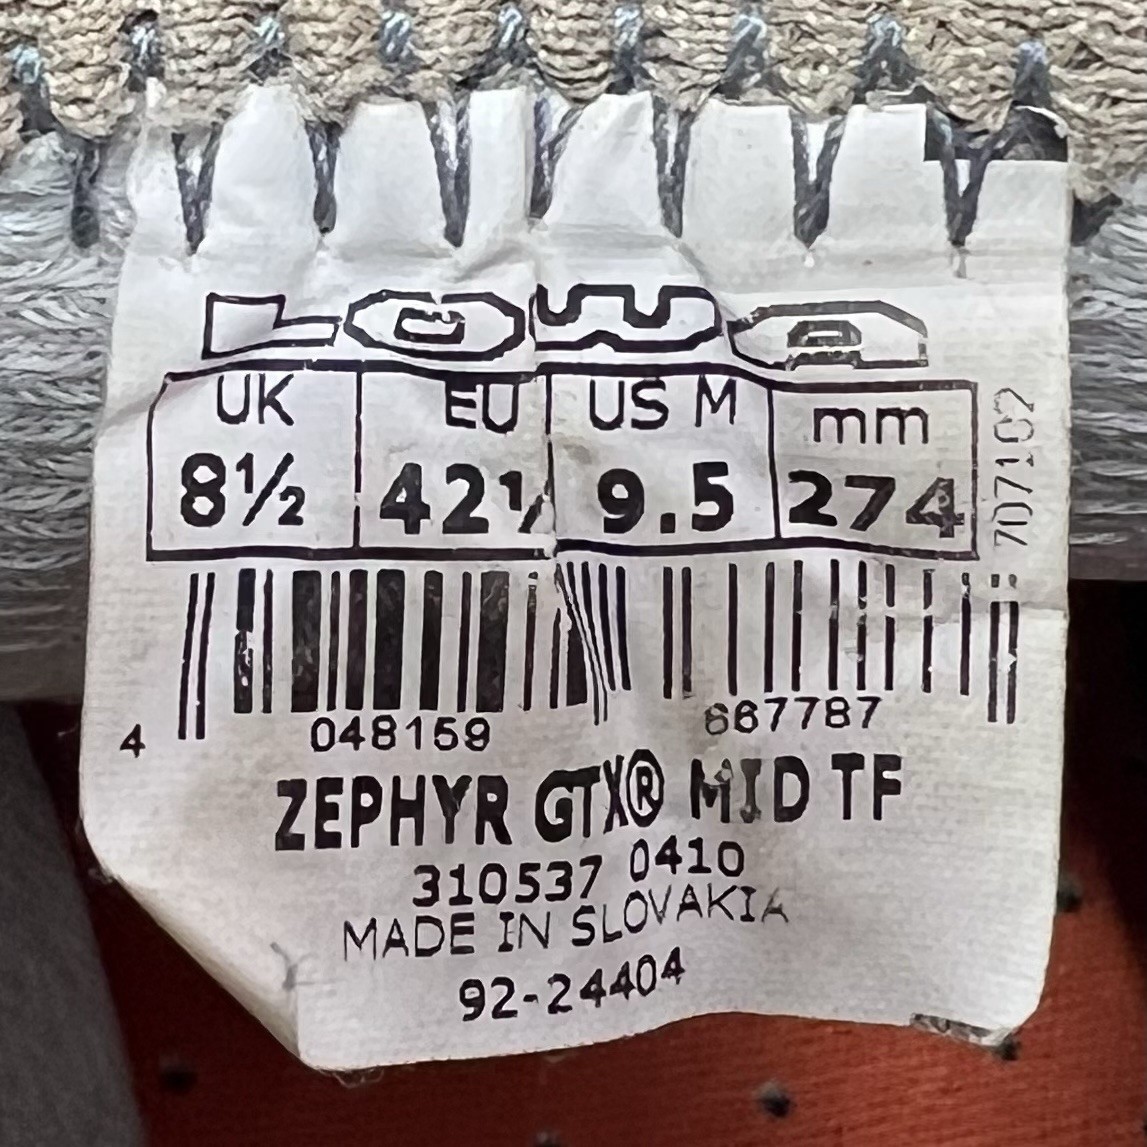 LOWA
UK EU US M mm
8½ 42½ 9.5 274
707102
4 048159 667787
ZEPHYR GTX® MID TF
310537 0410
MADE IN SLOVAKIA
92-24404